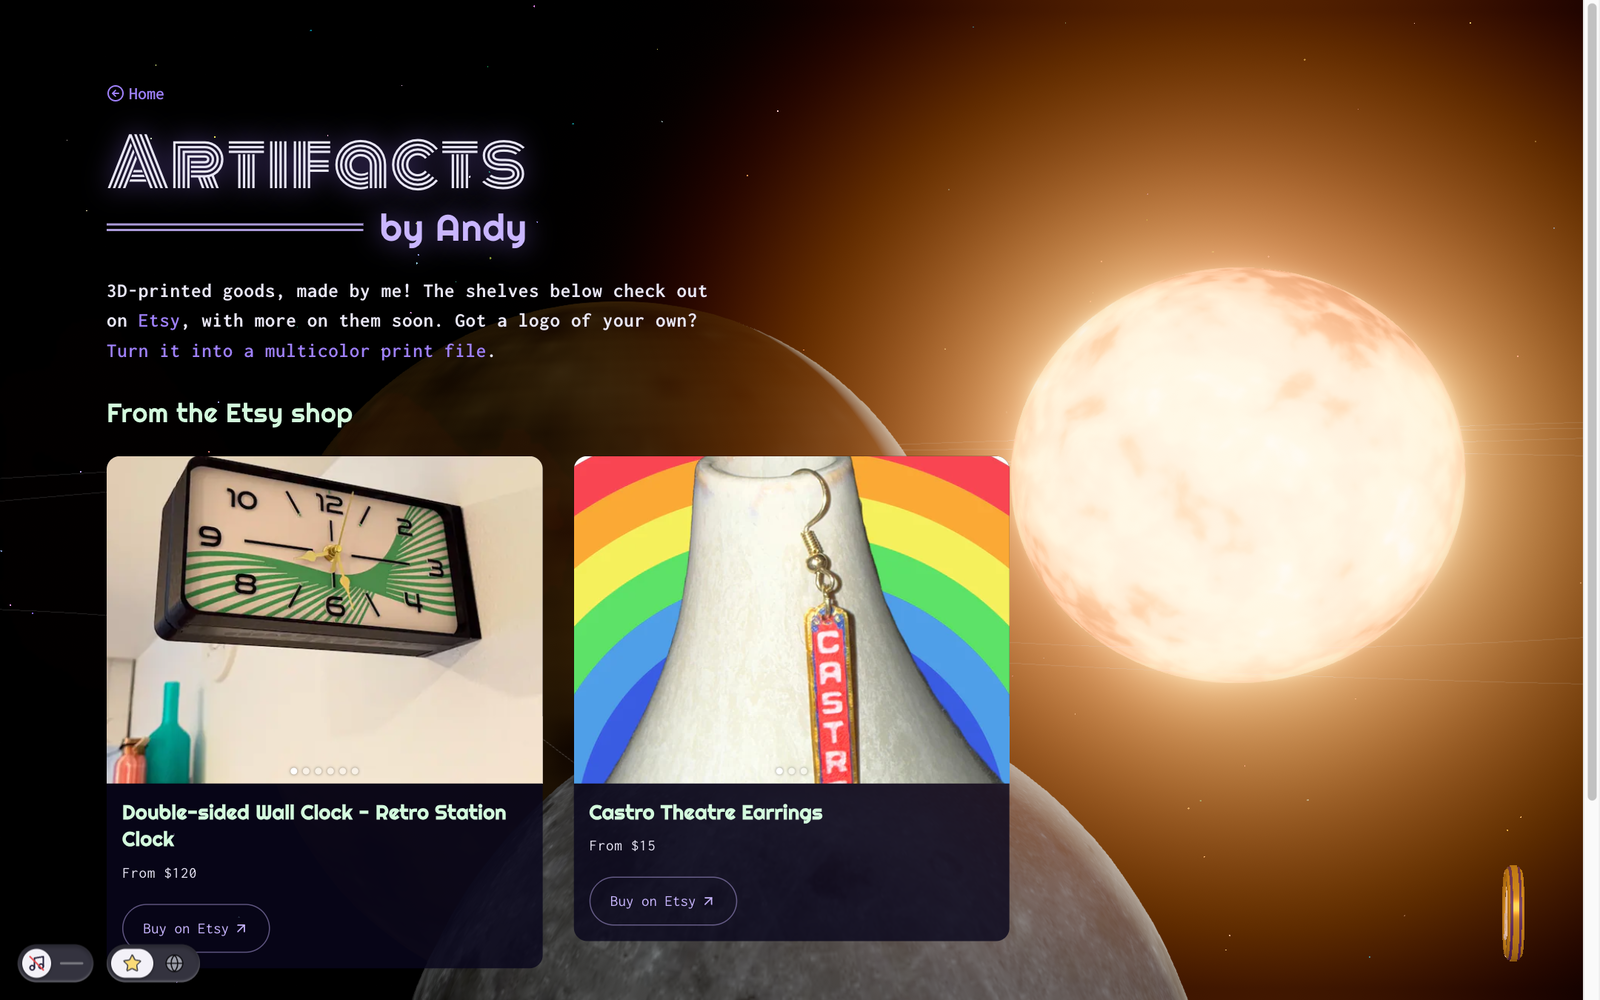 Home
Artifacts
by Andy
3D-printed goods, made by me! The shelves below check out
on Etsy, with more on them soon. Got a logo of your own?
Turn it into a multicolor print file.
From the Etsy shop
10 12 2
9 3
8 6 4
CASTR
Double-sided Wall Clock - Retro Station
Clock
From $120
Buy on Etsy
Castro Theatre Earrings
From $15
Buy on Etsy